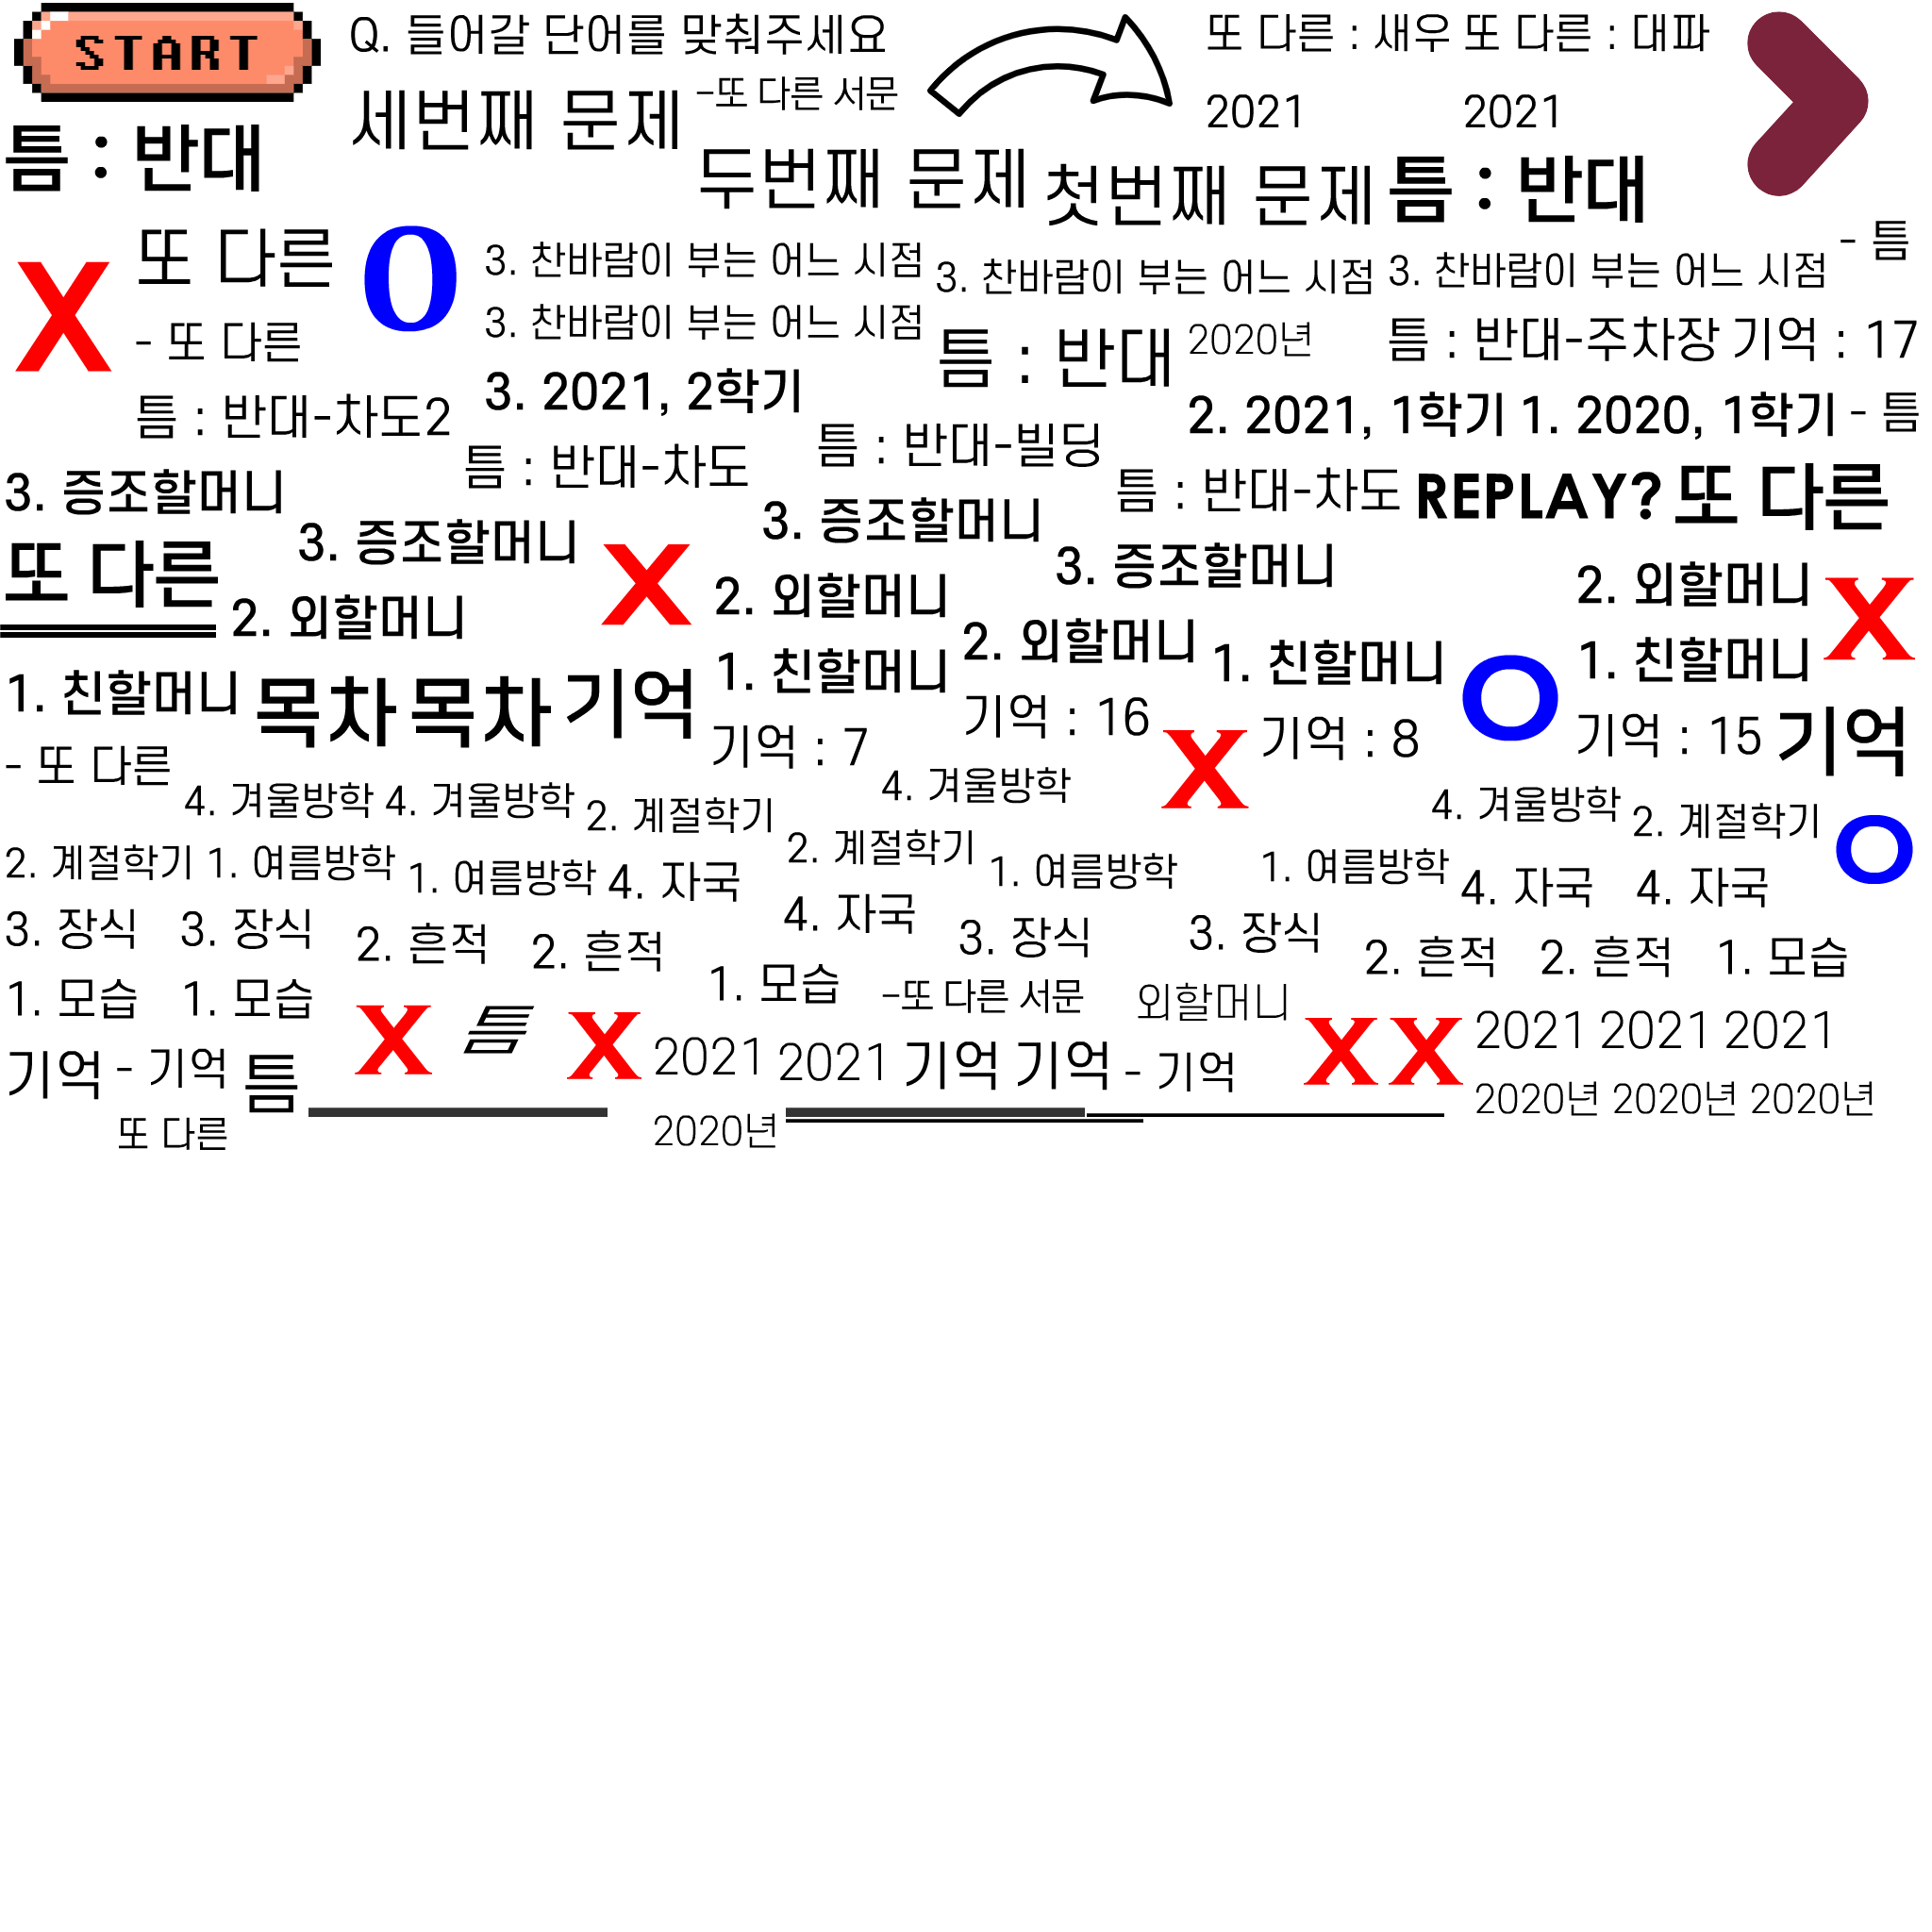 START
Q. 들어갈 단어를 맞춰주세요
또 다른 : 새우
또 다른 : 대파
세번째 문제
-또 다른 서문
2021
2021
틈 : 반대
두번째 문제
첫번째 문제
틈 : 반대
X
또 다른
O
3. 찬바람이 부는 어느 시점
3. 찬바람이 부는 어느 시점
3. 찬바람이 부는 어느 시점
- 틈
- 또 다른
3. 찬바람이 부는 어느 시점
틈 : 반대
2020년
틈 : 반대-주차장
기억 : 17
틈 : 반대-차도2
3. 2021, 2학기
틈 : 반대-빌딩
2. 2021, 1학기
1. 2020, 1학기
- 틈
3. 증조할머니
틈 : 반대-차도
3. 증조할머니
틈 : 반대-차도
REPLAY?
또 다른
또 다른
3. 증조할머니
X
2. 외할머니
3. 증조할머니
2. 외할머니
X
2. 외할머니
1. 친할머니
2. 외할머니
1. 친할머니
O
1. 친할머니
1. 친할머니
목차
목차
기억
기억 : 7
기억 : 16
X
기억 : 8
기억 : 15
기억
- 또 다른
4. 겨울방학
4. 겨울방학
2. 계절학기
4. 겨울방학
4. 겨울방학
2. 계절학기
O
2. 계절학기
1. 여름방학
1. 여름방학
4. 자국
2. 계절학기
1. 여름방학
1. 여름방학
4. 자국
4. 자국
3. 장식
3. 장식
2. 흔적
2. 흔적
4. 자국
3. 장식
3. 장식
2. 흔적
2. 흔적
1. 모습
1. 모습
1. 모습
X
틈
X
1. 모습
-또 다른 서문
외할머니
X
X
2021
2021
2021
기억
- 기억
틈
2021
2021
기억
기억
- 기억
2020년
2020년
2020년
또 다른
2020년